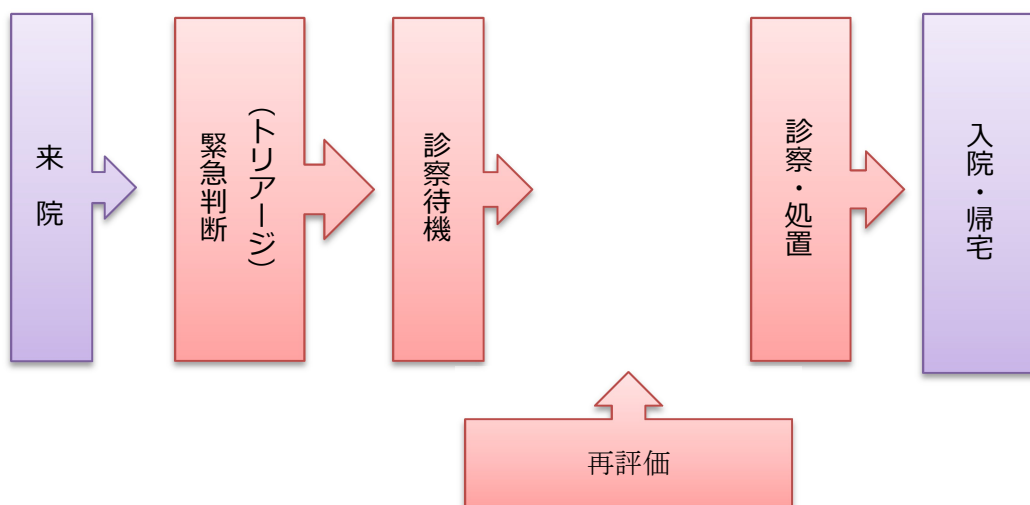 来院
緊急判断
（トリアージ）
診察待機
診察・処置
入院・帰宅
再評価